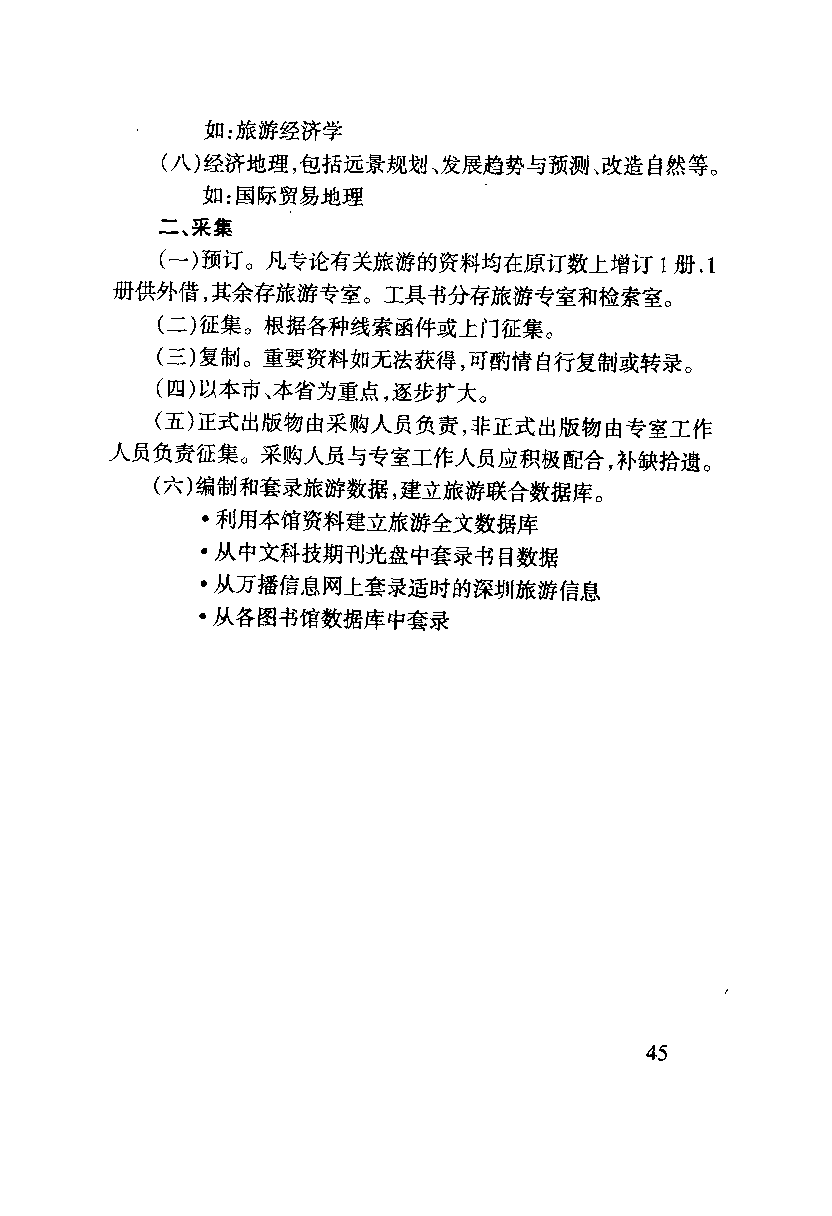 如:旅游经济学
(八)经济地理,包括远景规划、发展趋势与预测、改造自然等。
如:国际贸易地理
二、采集
(一)预订。凡专论有关旅游的资料均在原订数上增订1册、1
册供外借,其余存旅游专室。工具书分存旅游专室和检索室。
(二)征集。根据各种线索函件或上门征集。
(三)复制。重要资料如无法获得,可酌情自行复制或转录。
(四)以本市、本省为重点,逐步扩大。
(五)正式出版物由采购人员负责,非正式出版物由专室工作
人员负责征集。采购人员与专室工作人员应积极配合,补缺拾遗。
(六)编制和套录旅游数据,建立旅游联合数据库。
•利用本馆资料建立旅游全文数据库
•从中文科技期刊光盘中套录书目数据
•从万播信息网上套录适时的深圳旅游信息
•从各图书馆数据库中套录
45